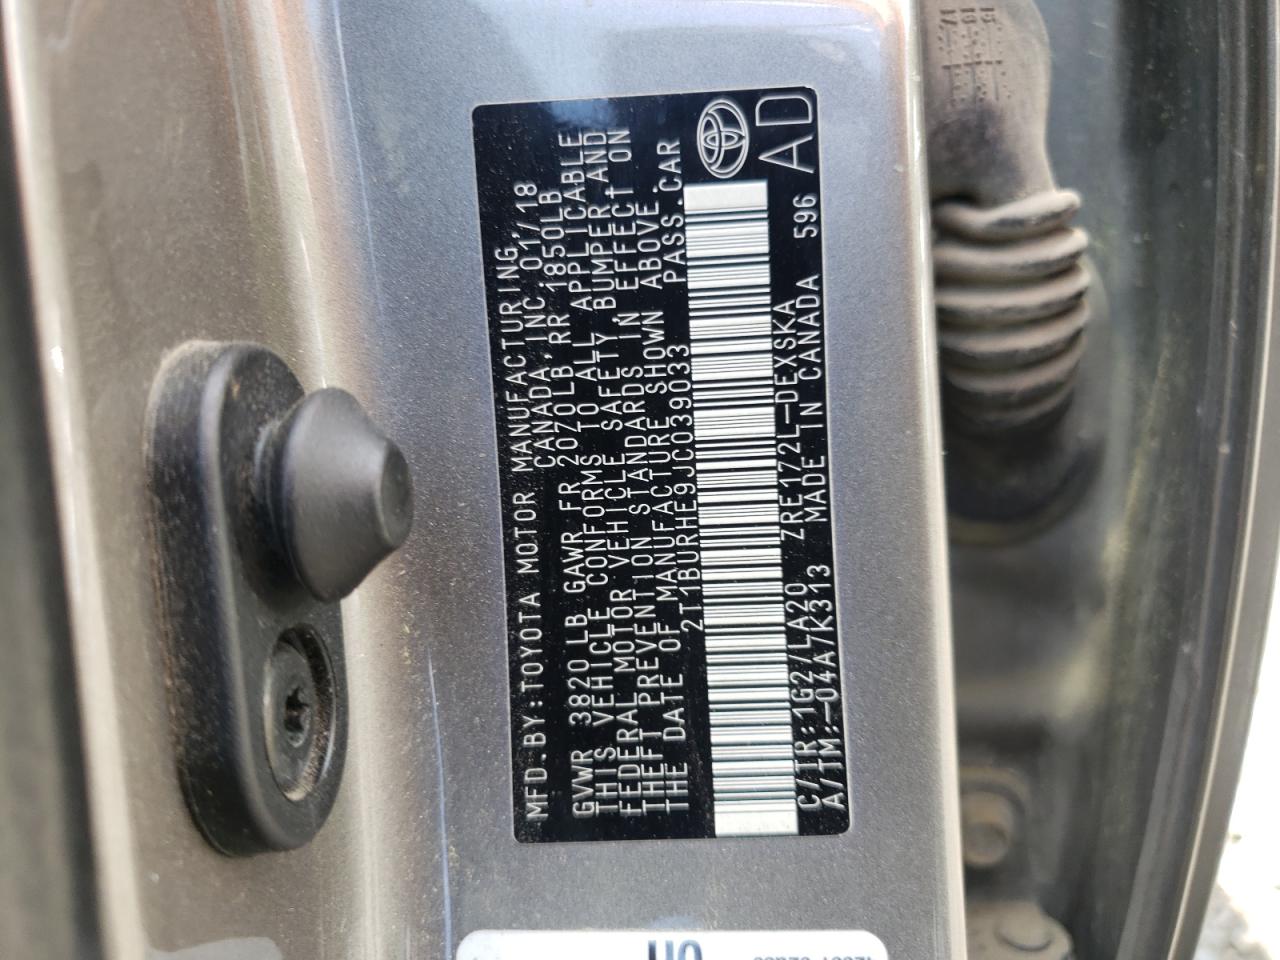 MFD.BY:TOYOTA MOTOR MANUFACTURING,
CANADA,INC.01/18
GVWR 3820LB GAWR FR 2070LB,RR 1850LB
THIS VEHICLE CONFORMS TO ALL APPLICABLE
FEDERAL MOTOR VEHICLE SAFETY,BUMPER,AND
THEFT PREVENTION STANDARDS IN EFFECT ON
THE DATE OF MANUFACTURE SHOWN ABOVE.
2T1BURHE9JC039033 PASS.CAR
C/TR:1G2/LA20 ZRE172L-DEXSKA
A/TM:-04A/K313 MADE IN CANADA 596
AD